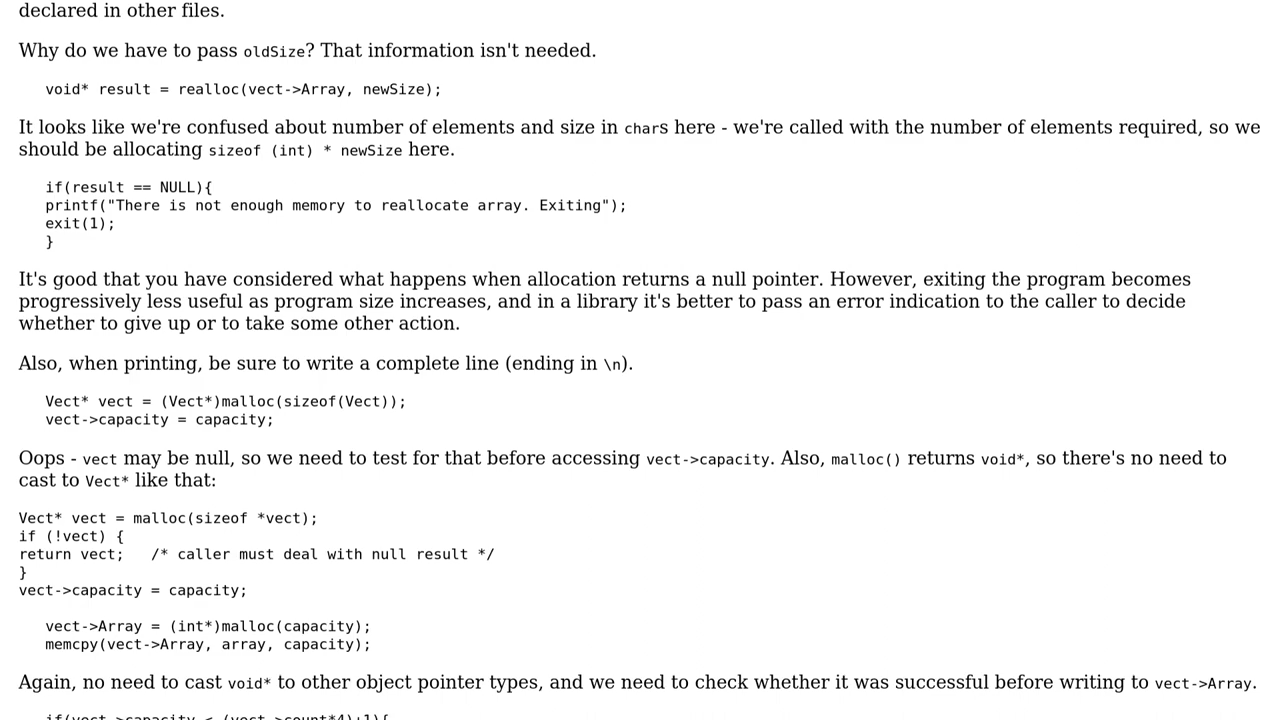 declared in other files.
Why do we have to pass oldSize? That information isn't needed.
void* result = realloc(vect->Array, newSize);
It looks like we're confused about number of elements and size in chars here - we're called with the number of elements required, so we
should be allocating sizeof (int) * newSize here.
if(result == NULL){
printf("There is not enough memory to reallocate array. Exiting");
exit(1);
}
It's good that you have considered what happens when allocation returns a null pointer. However, exiting the program becomes
progressively less useful as program size increases, and in a library it's better to pass an error indication to the caller to decide
whether to give up or to take some other action.
Also, when printing, be sure to write a complete line (ending in \n).
Vect* vect = (Vect*)malloc(sizeof(Vect));
vect->capacity = capacity;
Oops - vect may be null, so we need to test for that before accessing vect->capacity. Also, malloc() returns void*, so there's no need to
cast to Vect* like that:
Vect* vect = malloc(sizeof *vect);
if (!vect) {
return vect;   /* caller must deal with null result */
}
vect->capacity = capacity;
vect->Array = (int*)malloc(capacity);
memcpy(vect->Array, array, capacity);
Again, no need to cast void* to other object pointer types, and we need to check whether it was successful before writing to vect->Array.
if(vect->capacity < (vect->count*4)+1){